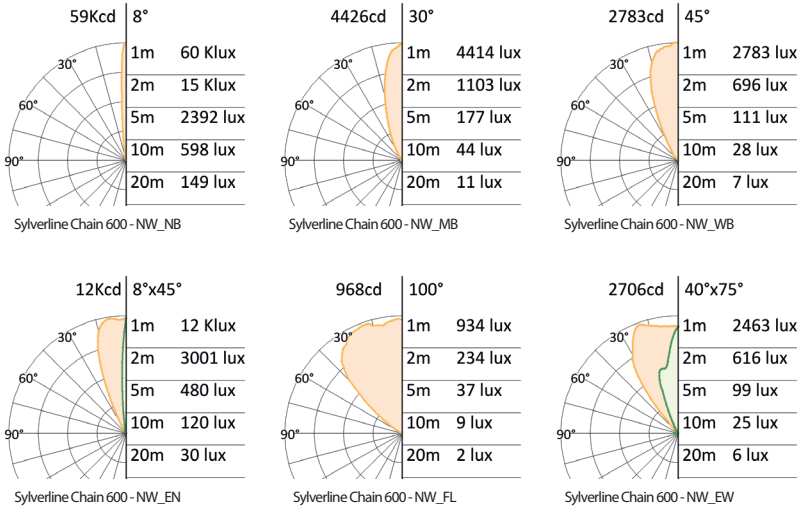 59Kcd 8°
1m 60 Klux
30°
2m 15 Klux
60°
5m 2392 lux
10m 598 lux
90°
20m 149 lux
Sylverline Chain 600 - NW_NB
4426cd 30°
1m 4414 lux
30°
2m 1103 lux
60°
5m 177 lux
10m 44 lux
90°
20m 11 lux
Sylverline Chain 600 - NW_MB
2783cd 45°
1m 2783 lux
30°
2m 696 lux
60°
5m 111 lux
10m 28 lux
90°
20m 7 lux
Sylverline Chain 600 - NW_WB
12Kcd 8°x45°
1m 12 Klux
30°
2m 3001 lux
60°
5m 480 lux
10m 120 lux
90°
20m 30 lux
Sylverline Chain 600 - NW_EN
968cd 100°
1m 934 lux
30°
2m 234 lux
60°
5m 37 lux
10m 9 lux
90°
20m 2 lux
Sylverline Chain 600 - NW_FL
2706cd 40°x75°
1m 2463 lux
30°
2m 616 lux
60°
5m 99 lux
10m 25 lux
90°
20m 6 lux
Sylverline Chain 600 - NW_EW